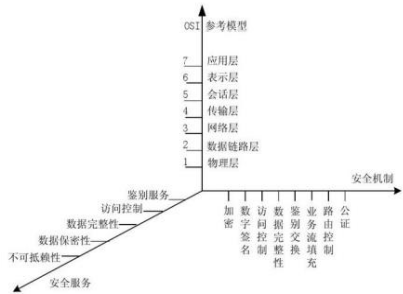 OSI 参考模型
7 应用层
6 表示层
5 会话层
4 传输层
3 网络层
2 数据链路层
1 物理层
安全机制
鉴别服务
访问控制
数据完整性
数据保密性
不可抵赖性
安全服务
加密
数字签名
访问控制
数据完整性
鉴别交换
业务流填充
路由控制
公证